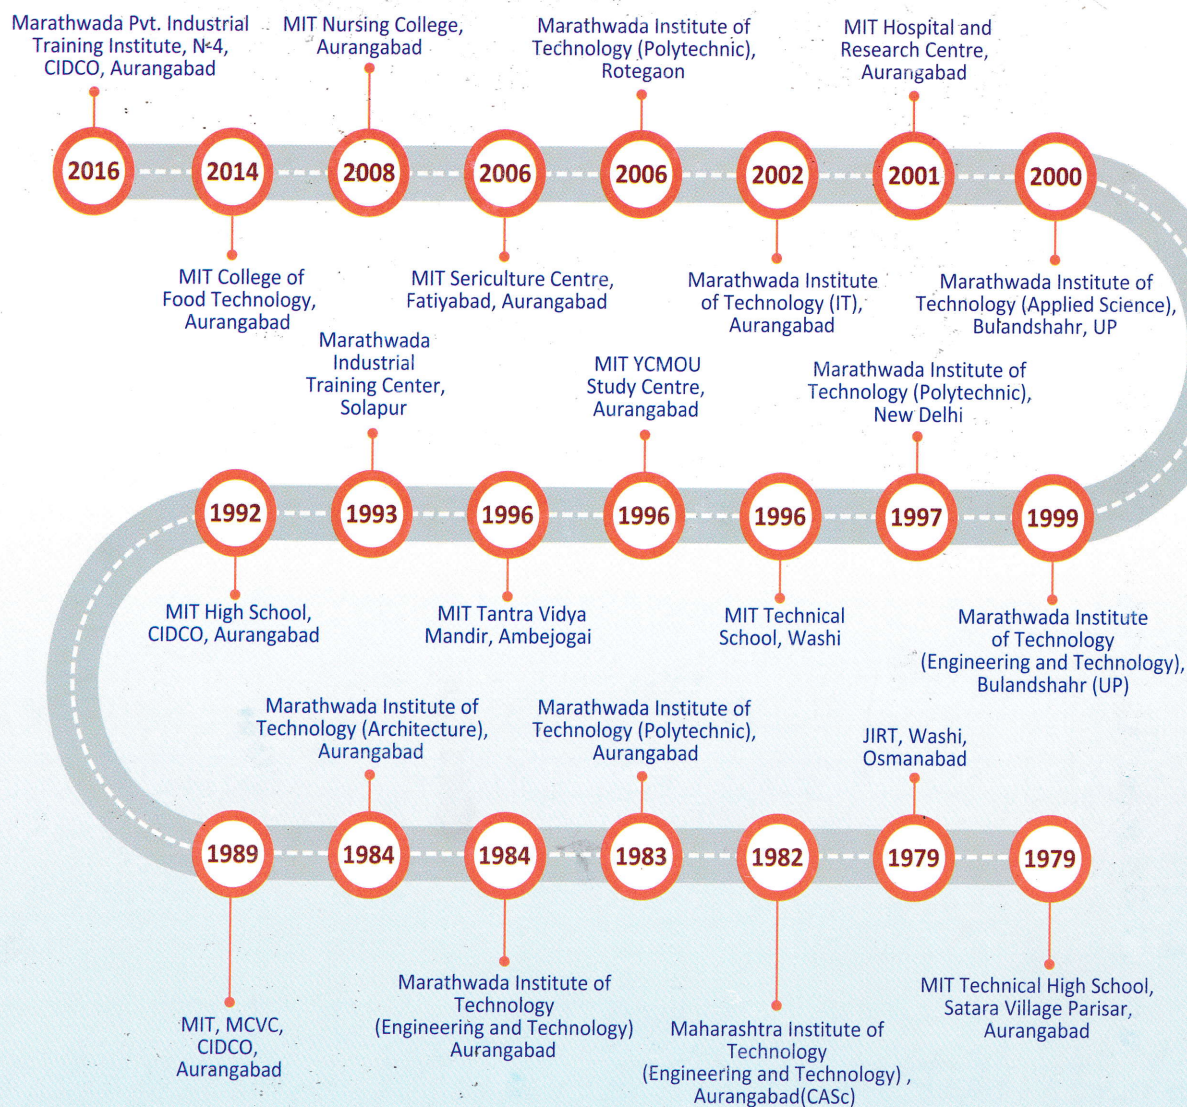 Marathwada Pvt. Industrial
Training Institute, N-4,
CIDCO, Aurangabad
MIT Nursing College,
Aurangabad
Marathwada Institute of
Technology (Polytechnic),
Rotegaon
MIT Hospital and
Research Centre,
Aurangabad
2016
2014
2008
2006
2006
2002
2001
2000
MIT College of
Food Technology,
Aurangabad
MIT Sericulture Centre,
Fatiyabad, Aurangabad
Marathwada Institute
of Technology (IT),
Aurangabad
Marathwada Institute of
Technology (Applied Science),
Bulandshahr, UP
Marathwada
Industrial
Training Center,
Solapur
MIT YCMOU
Study Centre,
Aurangabad
Marathwada Institute of
Technology (Polytechnic),
New Delhi
1992
1993
1996
1996
1996
1997
1999
MIT High School,
CIDCO, Aurangabad
MIT Tantra Vidya
Mandir, Ambejogai
MIT Technical
School, Washi
Marathwada Institute
of Technology
(Engineering and Technology),
Bulandshahr (UP)
Marathwada Institute of
Technology (Architecture),
Aurangabad
Marathwada Institute of
Technology (Polytechnic),
Aurangabad
JIRT, Washi,
Osmanabad
1989
1984
1984
1983
1982
1979
1979
MIT, MCVC,
CIDCO,
Aurangabad
Marathwada Institute of
Technology
(Engineering and Technology)
Aurangabad
Maharashtra Institute of
Technology
(Engineering and Technology) ,
Aurangabad(CASc)
MIT Technical High School,
Satara Village Parisar,
Aurangabad